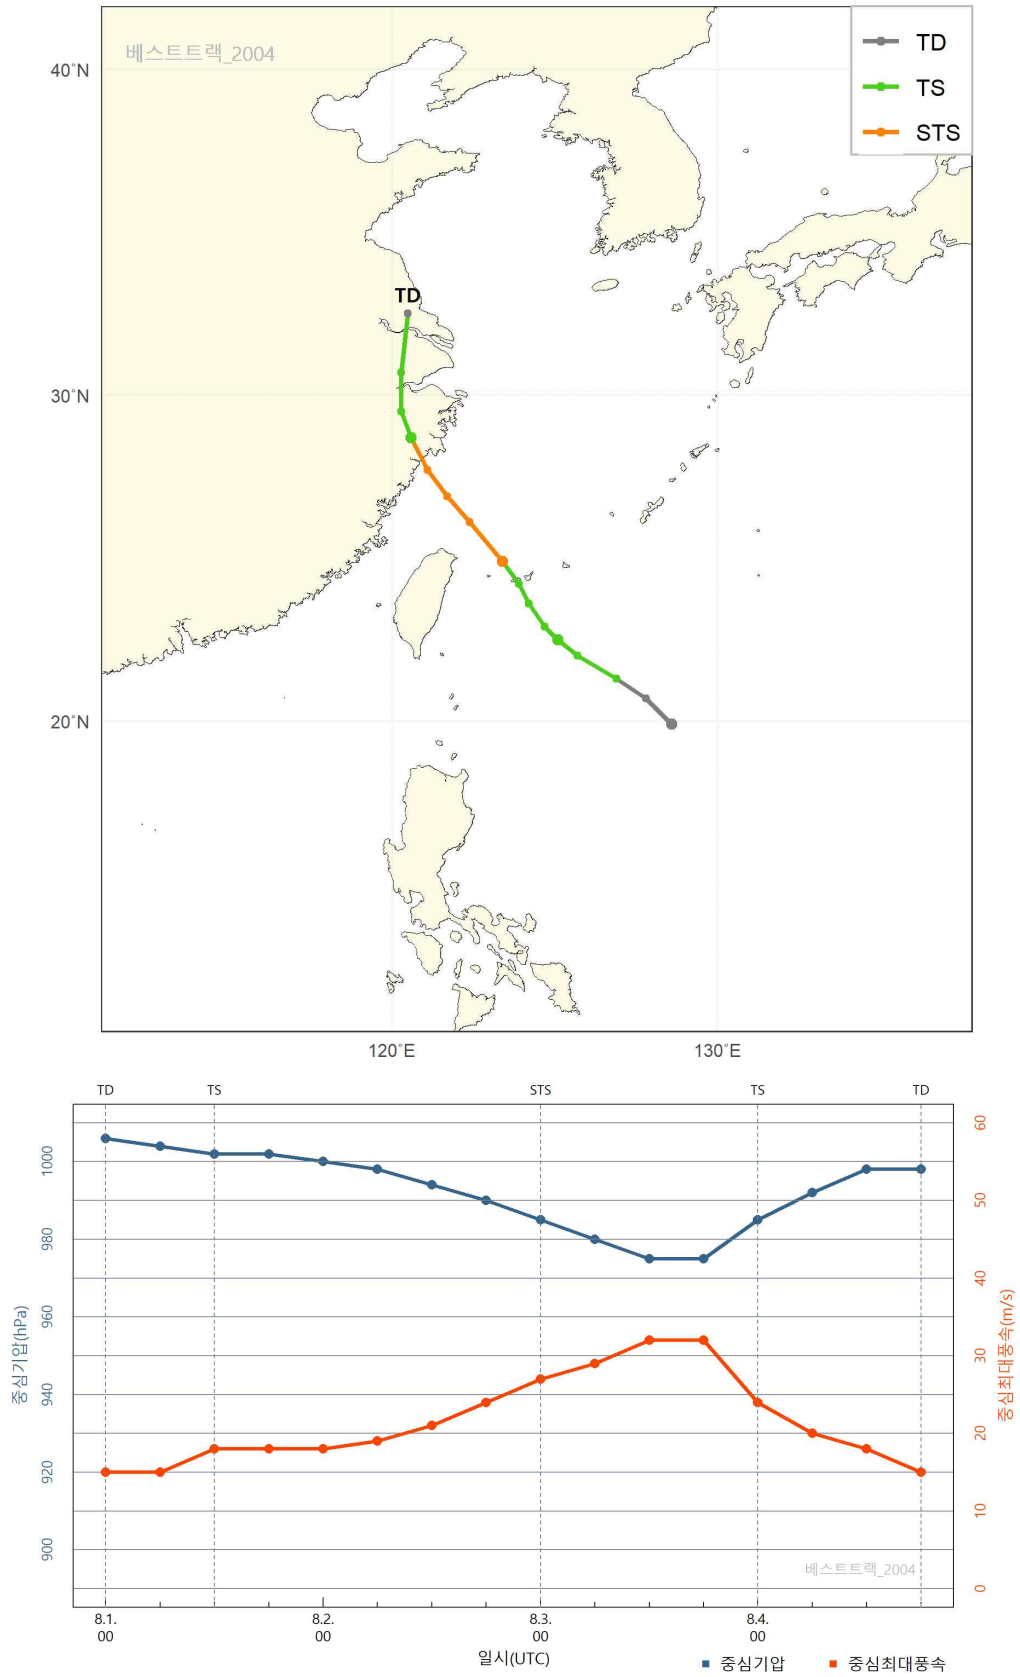 베스트트랙_2004
TD
TS
STS
40°N
30°N
20°N
TD
120°E
130°E
TD
TS
STS
TS
TD
중심기압(hPa)
1000
980
960
940
920
900
중심최대풍속(m/s)
60
50
40
30
20
10
0
베스트트랙_2004
8.1.
00
8.2.
00
8.3.
00
8.4.
00
일시(UTC)
중심기압
중심최대풍속